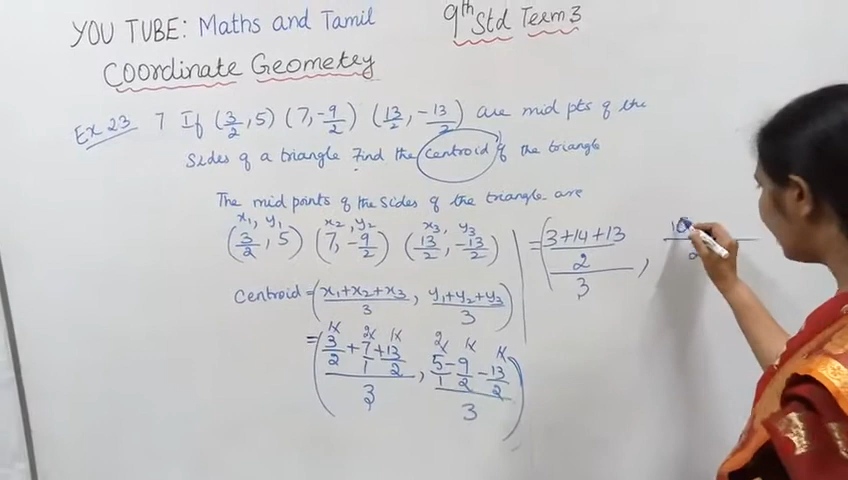 YOU TUBE: Maths and Tamil
9th Std Term 3
Coordinate Geometry
Ex 23 7 If (3/2, 5) (7, -9/2) (13/2, -13/2) are mid pts of the
sides of a triangle Find the centroid of the triangle
The mid points of the sides of the triangle are
x₁, y₁ x₂, y₂ x₃, y₃
(3/2, 5) (7, -9/2) (13/2, -13/2)
Centroid = (x₁+x₂+x₃/3, y₁+y₂+y₃/3)
= (3/2 + 7/1 + 13/2 / 3, 5/1 - 9/2 - 13/2 / 3)
= (3+14+13 / 2 / 3, 10